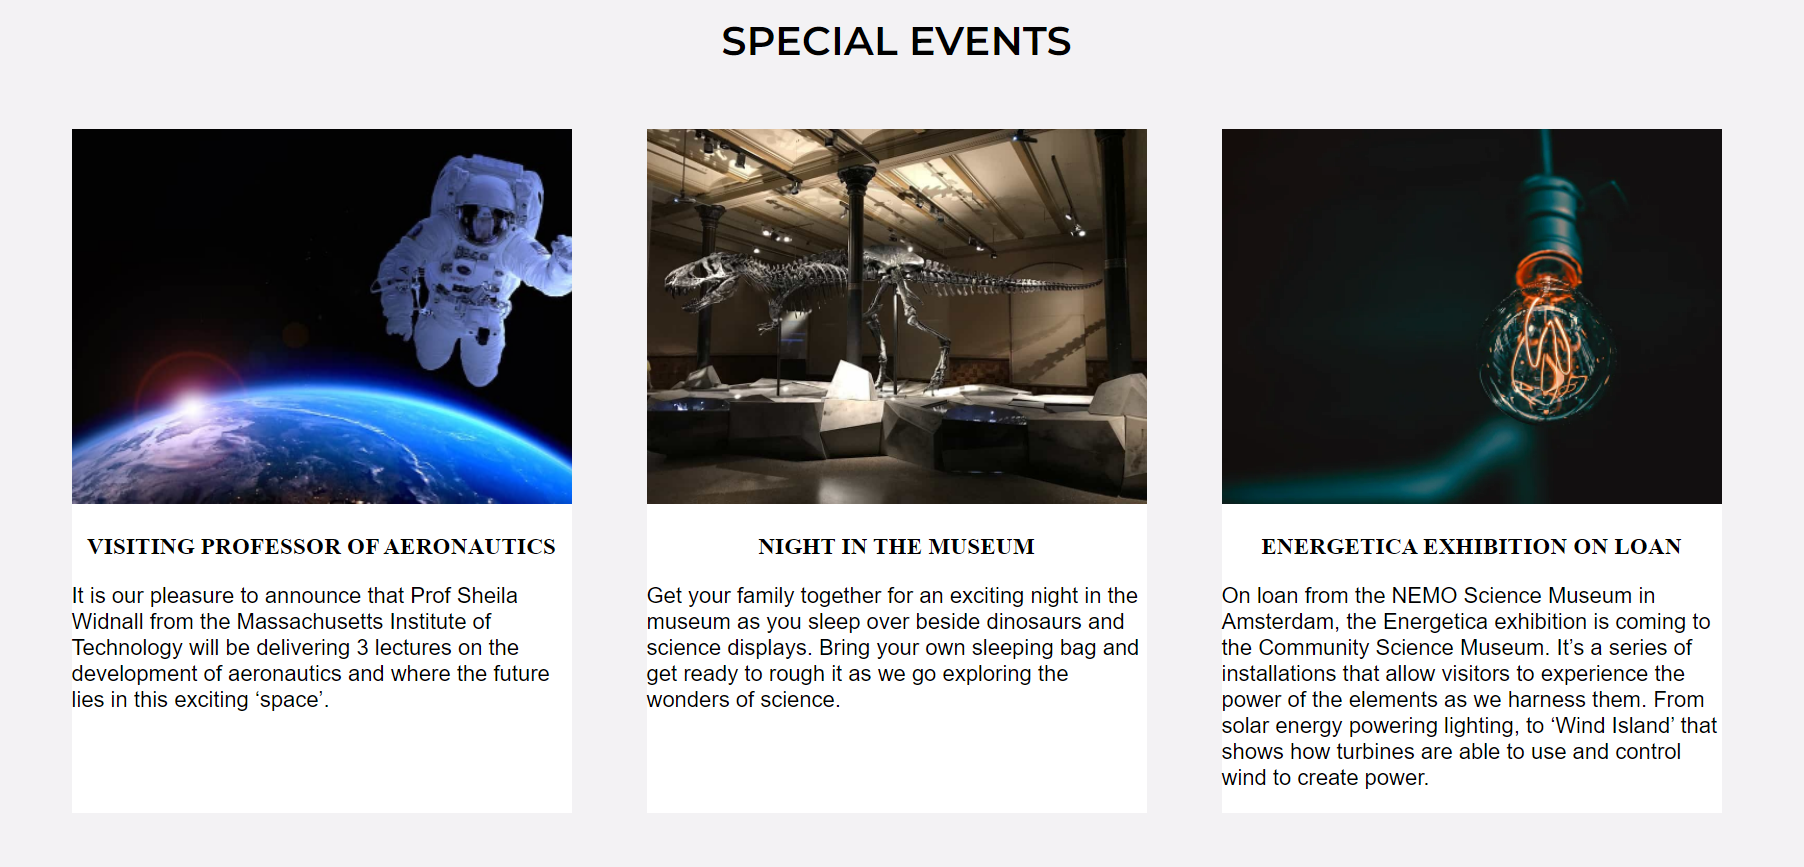 SPECIAL EVENTS
VISITING PROFESSOR OF AERONAUTICS
It is our pleasure to announce that Prof Sheila
Widnall from the Massachusetts Institute of
Technology will be delivering 3 lectures on the
development of aeronautics and where the future
lies in this exciting ‘space’.
NIGHT IN THE MUSEUM
Get your family together for an exciting night in the
museum as you sleep over beside dinosaurs and
science displays. Bring your own sleeping bag and
get ready to rough it as we go exploring the
wonders of science.
ENERGETICA EXHIBITION ON LOAN
On loan from the NEMO Science Museum in
Amsterdam, the Energetica exhibition is coming to
the Community Science Museum. It’s a series of
installations that allow visitors to experience the
power of the elements as we harness them. From
solar energy powering lighting, to ‘Wind Island’ that
shows how turbines are able to use and control
wind to create power.